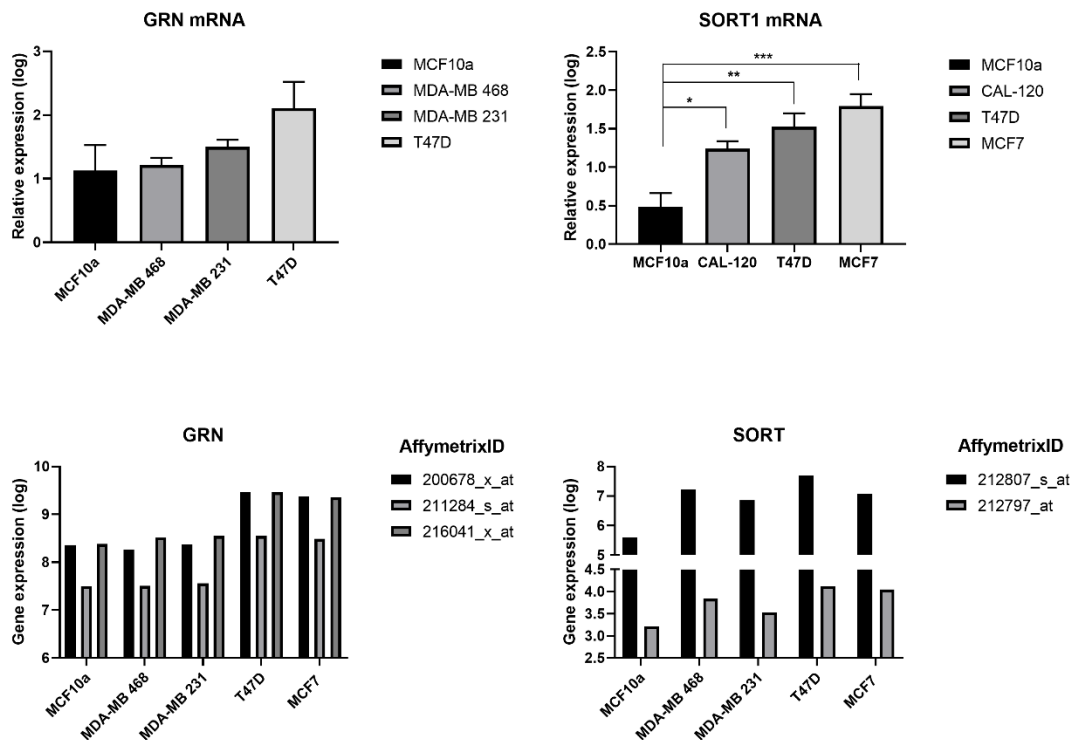 GRN mRNA
Relative expression (log)
3
2
1
0
MCF10a
MDA-MB 468
MDA-MB 231
T47D
MCF10a
MDA-MB 468
MDA-MB 231
T47D
SORT1 mRNA
Relative expression (log)
2.5
2.0
1.5
1.0
0.5
0.0
***
**
*
MCF10a
CAL-120
T47D
MCF7
MCF10a
CAL-120
T47D
MCF7
GRN
Gene expression (log)
10
9
8
7
6
MCF10a
MDA-MB 468
MDA-MB 231
T47D
MCF7
AffymetrixID
200678_x_at
211284_s_at
216041_x_at
SORT
Gene expression (log)
8
7
6
5
4.5
4.0
3.5
3.0
2.5
MCF10a
MDA-MB 468
MDA-MB 231
T47D
MCF7
AffymetrixID
212807_s_at
212797_at